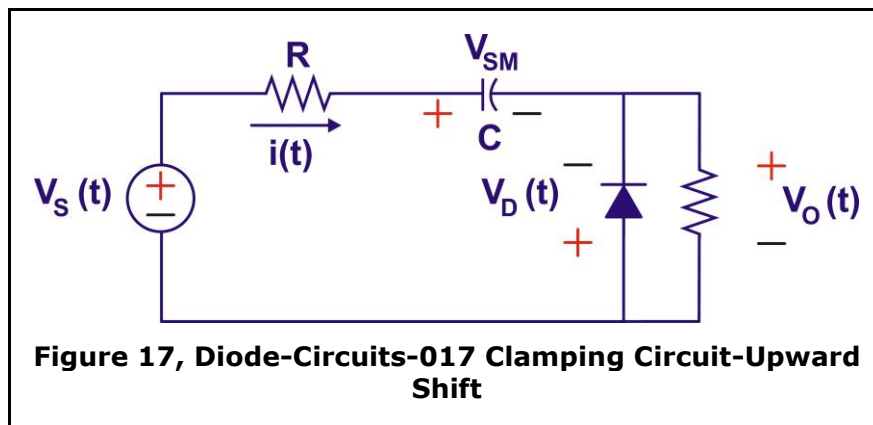 V_SM
R
+ −
C
i(t)
V_S (t)
+
−
−
V_D (t)
+
+
V_O (t)
−
Figure 17, Diode-Circuits-017 Clamping Circuit-Upward
Shift